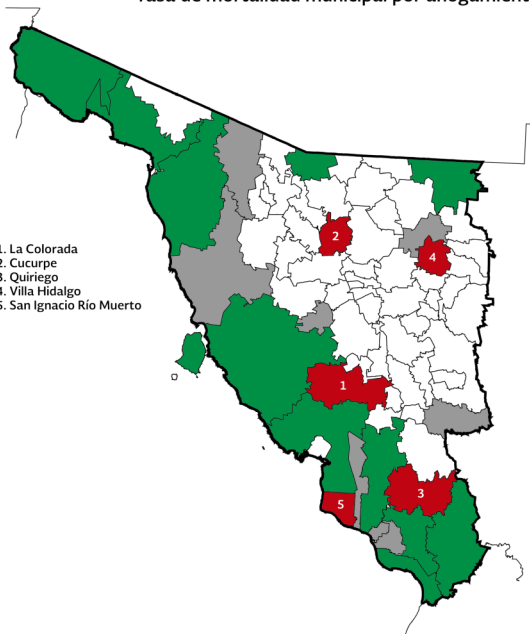 Tasa de mortalidad municipal por
1. La Colorada
2. Cucurpe
3. Quiriego
4. Villa Hidalgo
5. San Ignacio Río Muerto
2
4
1
3
5